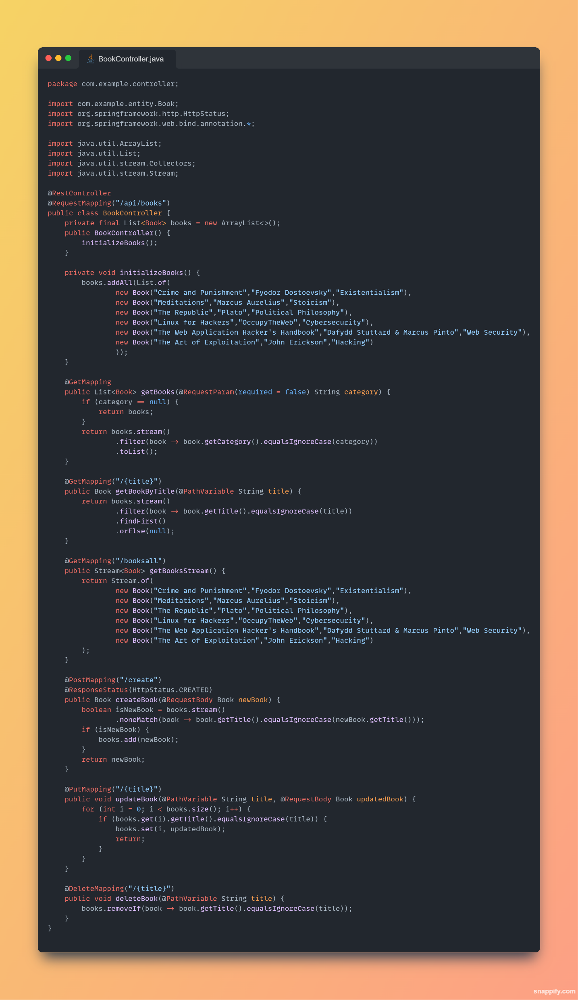 BookController.java
package com.example.controller;
import com.example.entity.Book;
import org.springframework.http.HttpStatus;
import org.springframework.web.bind.annotation.*;
import java.util.ArrayList;
import java.util.List;
import java.util.stream.Collectors;
import java.util.stream.Stream;
@RestController
@RequestMapping("/api/books")
public class BookController {
    private final List<Book> books = new ArrayList<>();
    public BookController() {
        initializeBooks();
    }
    private void initializeBooks() {
        books.addAll(List.of(
                new Book("Crime and Punishment","Fyodor Dostoevsky","Existentialism"),
                new Book("Meditations","Marcus Aurelius","Stoicism"),
                new Book("The Republic","Plato","Political Philosophy"),
                new Book("Linux for Hackers","OccupyTheWeb","Cybersecurity"),
                new Book("The Web Application Hacker's Handbook","Dafydd Stuttard & Marcus Pinto","Web Security"),
                new Book("The Art of Exploitation","John Erickson","Hacking")
                ));
    }
    @GetMapping
    public List<Book> getBooks(@RequestParam(required = false) String category) {
        if (category == null) {
            return books;
        }
        return books.stream()
                .filter(book -> book.getCategory().equalsIgnoreCase(category))
                .toList();
    }
    @GetMapping("/{title}")
    public Book getBookByTitle(@PathVariable String title) {
        return books.stream()
                .filter(book -> book.getTitle().equalsIgnoreCase(title))
                .findFirst()
                .orElse(null);
    }
    @GetMapping("/booksall")
    public Stream<Book> getBooksStream() {
        return Stream.of(
                new Book("Crime and Punishment","Fyodor Dostoevsky","Existentialism"),
                new Book("Meditations","Marcus Aurelius","Stoicism"),
                new Book("The Republic","Plato","Political Philosophy"),
                new Book("Linux for Hackers","OccupyTheWeb","Cybersecurity"),
                new Book("The Web Application Hacker's Handbook","Dafydd Stuttard & Marcus Pinto","Web Security"),
                new Book("The Art of Exploitation","John Erickson","Hacking")
        );
    }
    @PostMapping("/create")
    @ResponseStatus(HttpStatus.CREATED)
    public Book createBook(@RequestBody Book newBook) {
        boolean isNewBook = books.stream()
                .noneMatch(book -> book.getTitle().equalsIgnoreCase(newBook.getTitle()));
        if (isNewBook) {
            books.add(newBook);
        }
        return newBook;
    }
    @PutMapping("/{title}")
    public void updateBook(@PathVariable String title, @RequestBody Book updatedBook) {
        for (int i = 0; i < books.size(); i++) {
            if (books.get(i).getTitle().equalsIgnoreCase(title)) {
                books.set(i, updatedBook);
                return;
            }
        }
    }
    @DeleteMapping("/{title}")
    public void deleteBook(@PathVariable String title) {
        books.removeIf(book -> book.getTitle().equalsIgnoreCase(title));
    }
}
snappify.com